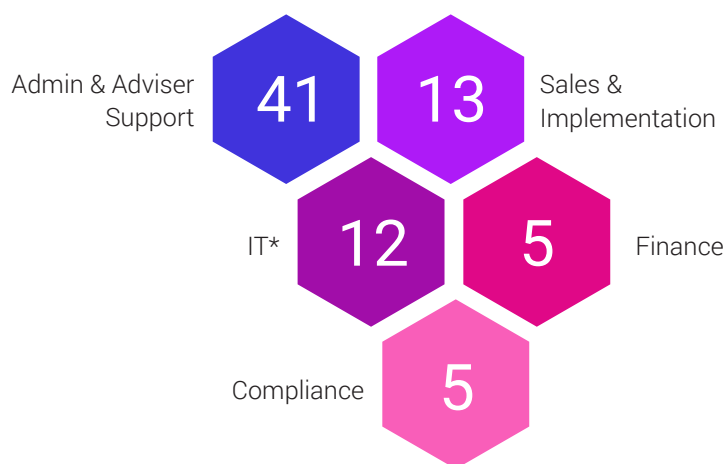 Admin & Adviser
Support
41
13
Sales &
Implementation
IT*
12
5
Finance
Compliance
5